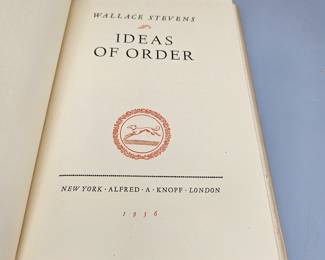 WALLACE STEVENS
IDEAS
OF ORDER
NEW YORK · ALFRED · A · KNOPF · LONDON
1936